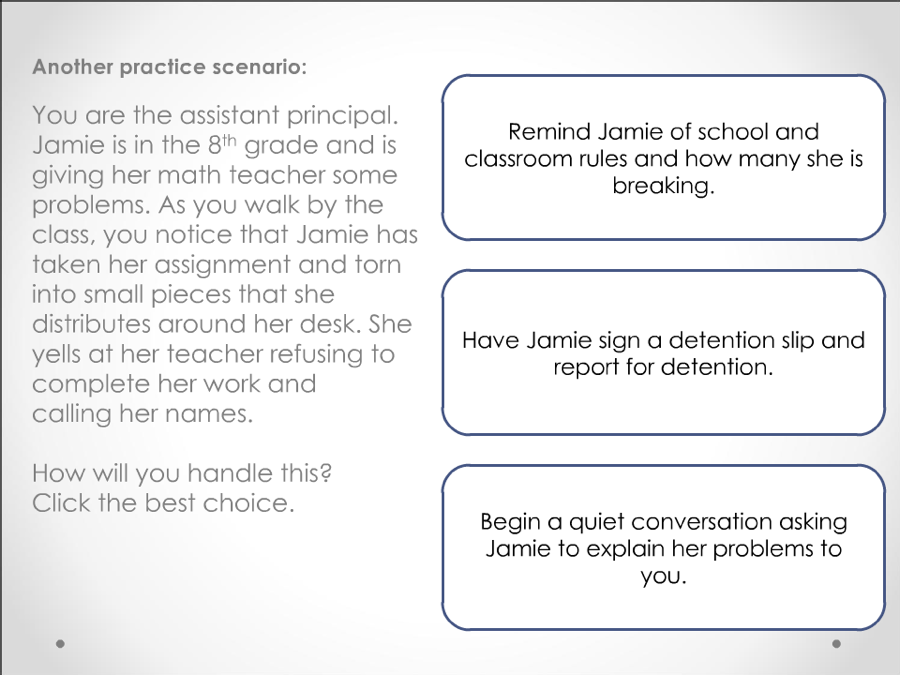 Another practice scenario:
You are the assistant principal.
Jamie is in the 8th grade and is
giving her math teacher some
problems. As you walk by the
class, you notice that Jamie has
taken her assignment and torn
into small pieces that she
distributes around her desk. She
yells at her teacher refusing to
complete her work and
calling her names.
How will you handle this?
Click the best choice.
Remind Jamie of school and
classroom rules and how many she is
breaking.
Have Jamie sign a detention slip and
report for detention.
Begin a quiet conversation asking
Jamie to explain her problems to
you.